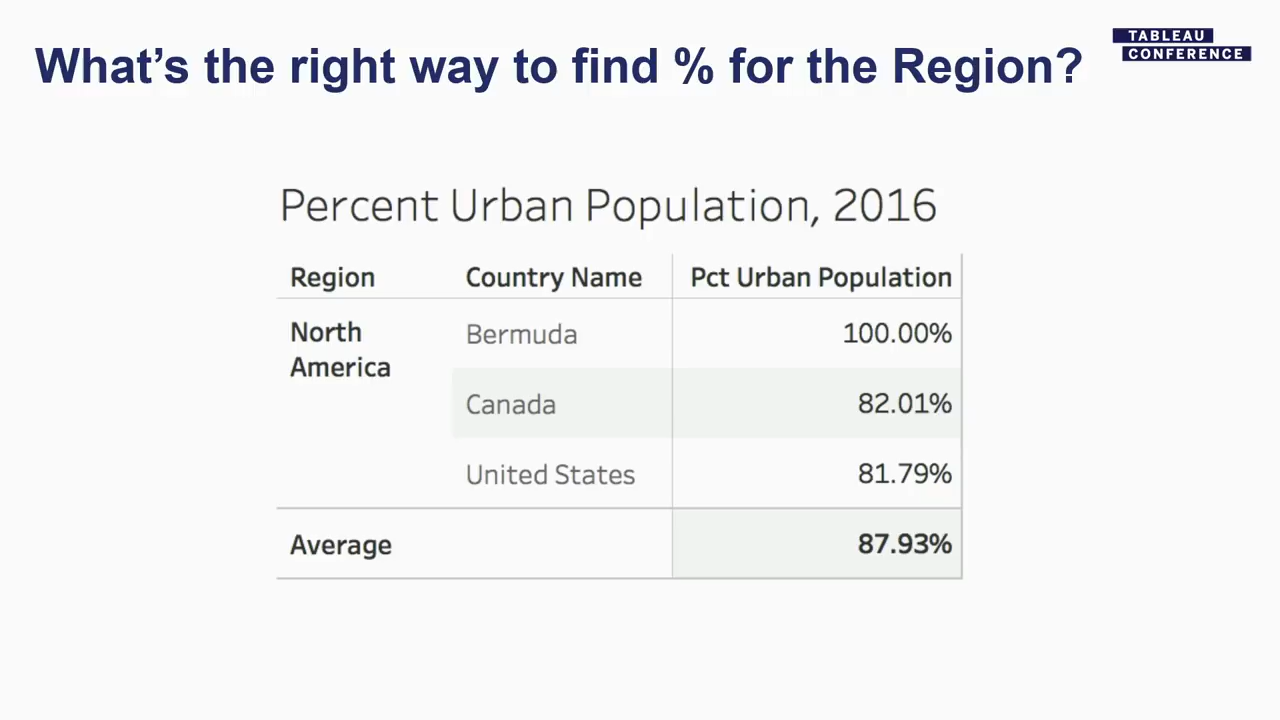 What's the right way to find % for the Region?
TABLEAU
CONFERENCE
Percent Urban Population, 2016
Region Country Name Pct Urban Population
North America Bermuda 100.00%
Canada 82.01%
United States 81.79%
Average 87.93%